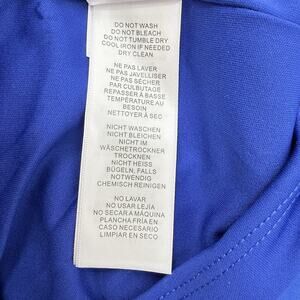 DO NOT WASH
DO NOT BLEACH
DO NOT TUMBLE DRY
COOL IRON IF NEEDED
DRY CLEAN
NE PAS LAVER
NE PAS JAVELLISER
NE PAS SÉCHER
PAR CULBUTAGE
REPASSER À BASSE
TEMPÉRATURE AU
BESOIN
NETTOYER À SEC
NICHT WASCHEN
NICHT BLEICHEN
NICHT IM
WÄSCHETROCKNER
TROCKNEN
NICHT HEISS
BÜGELN, FALLS
NOTWENDIG
CHEMISCH REINIGEN
NO LAVAR
NO USAR LEJÍA
NO SECAR A MÁQUINA
PLANCHA FRÍA EN
CASO NECESARIO
LIMPIAR EN SECO